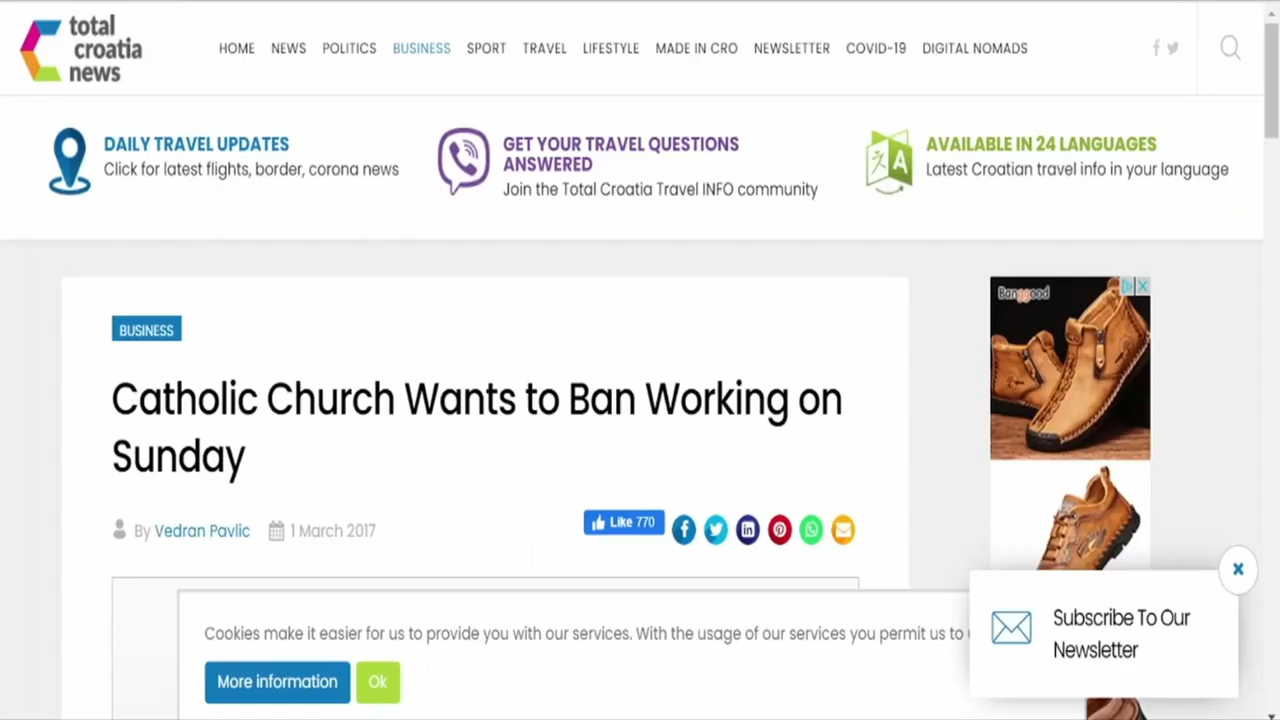 total
croatia
news
HOME NEWS POLITICS BUSINESS SPORT TRAVEL LIFESTYLE MADE IN CRO NEWSLETTER COVID-19 DIGITAL NOMADS
DAILY TRAVEL UPDATES
Click for latest flights, border, corona news
GET YOUR TRAVEL QUESTIONS
ANSWERED
Join the Total Croatia Travel INFO community
AVAILABLE IN 24 LANGUAGES
Latest Croatian travel info in your language
BUSINESS
Catholic Church Wants to Ban Working on
Sunday
By Vedran Pavlic 1 March 2017
Like 770
Banggood
Cookies make it easier for us to provide you with our services. With the usage of our services you permit us to
More information Ok
Subscribe To Our
Newsletter